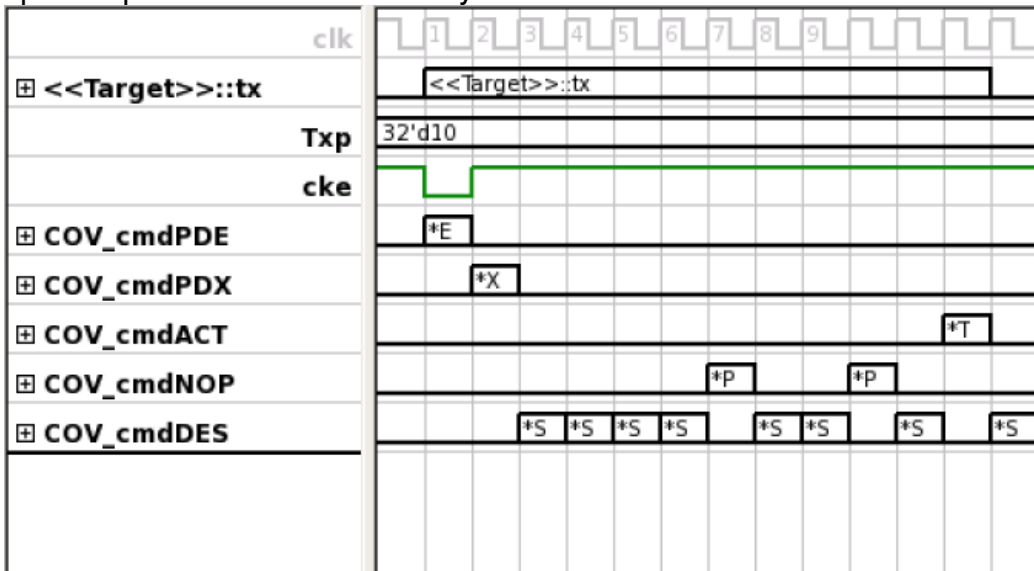 clk 1 2 3 4 5 6 7 8 9
<<Target>>::tx <<Target>>::tx
Txp 32'd10
cke
COV_cmdPDE *E
COV_cmdPDX *X
COV_cmdACT *T
COV_cmdNOP *P *P
COV_cmdDES *S *S *S *S *S *S *S *S